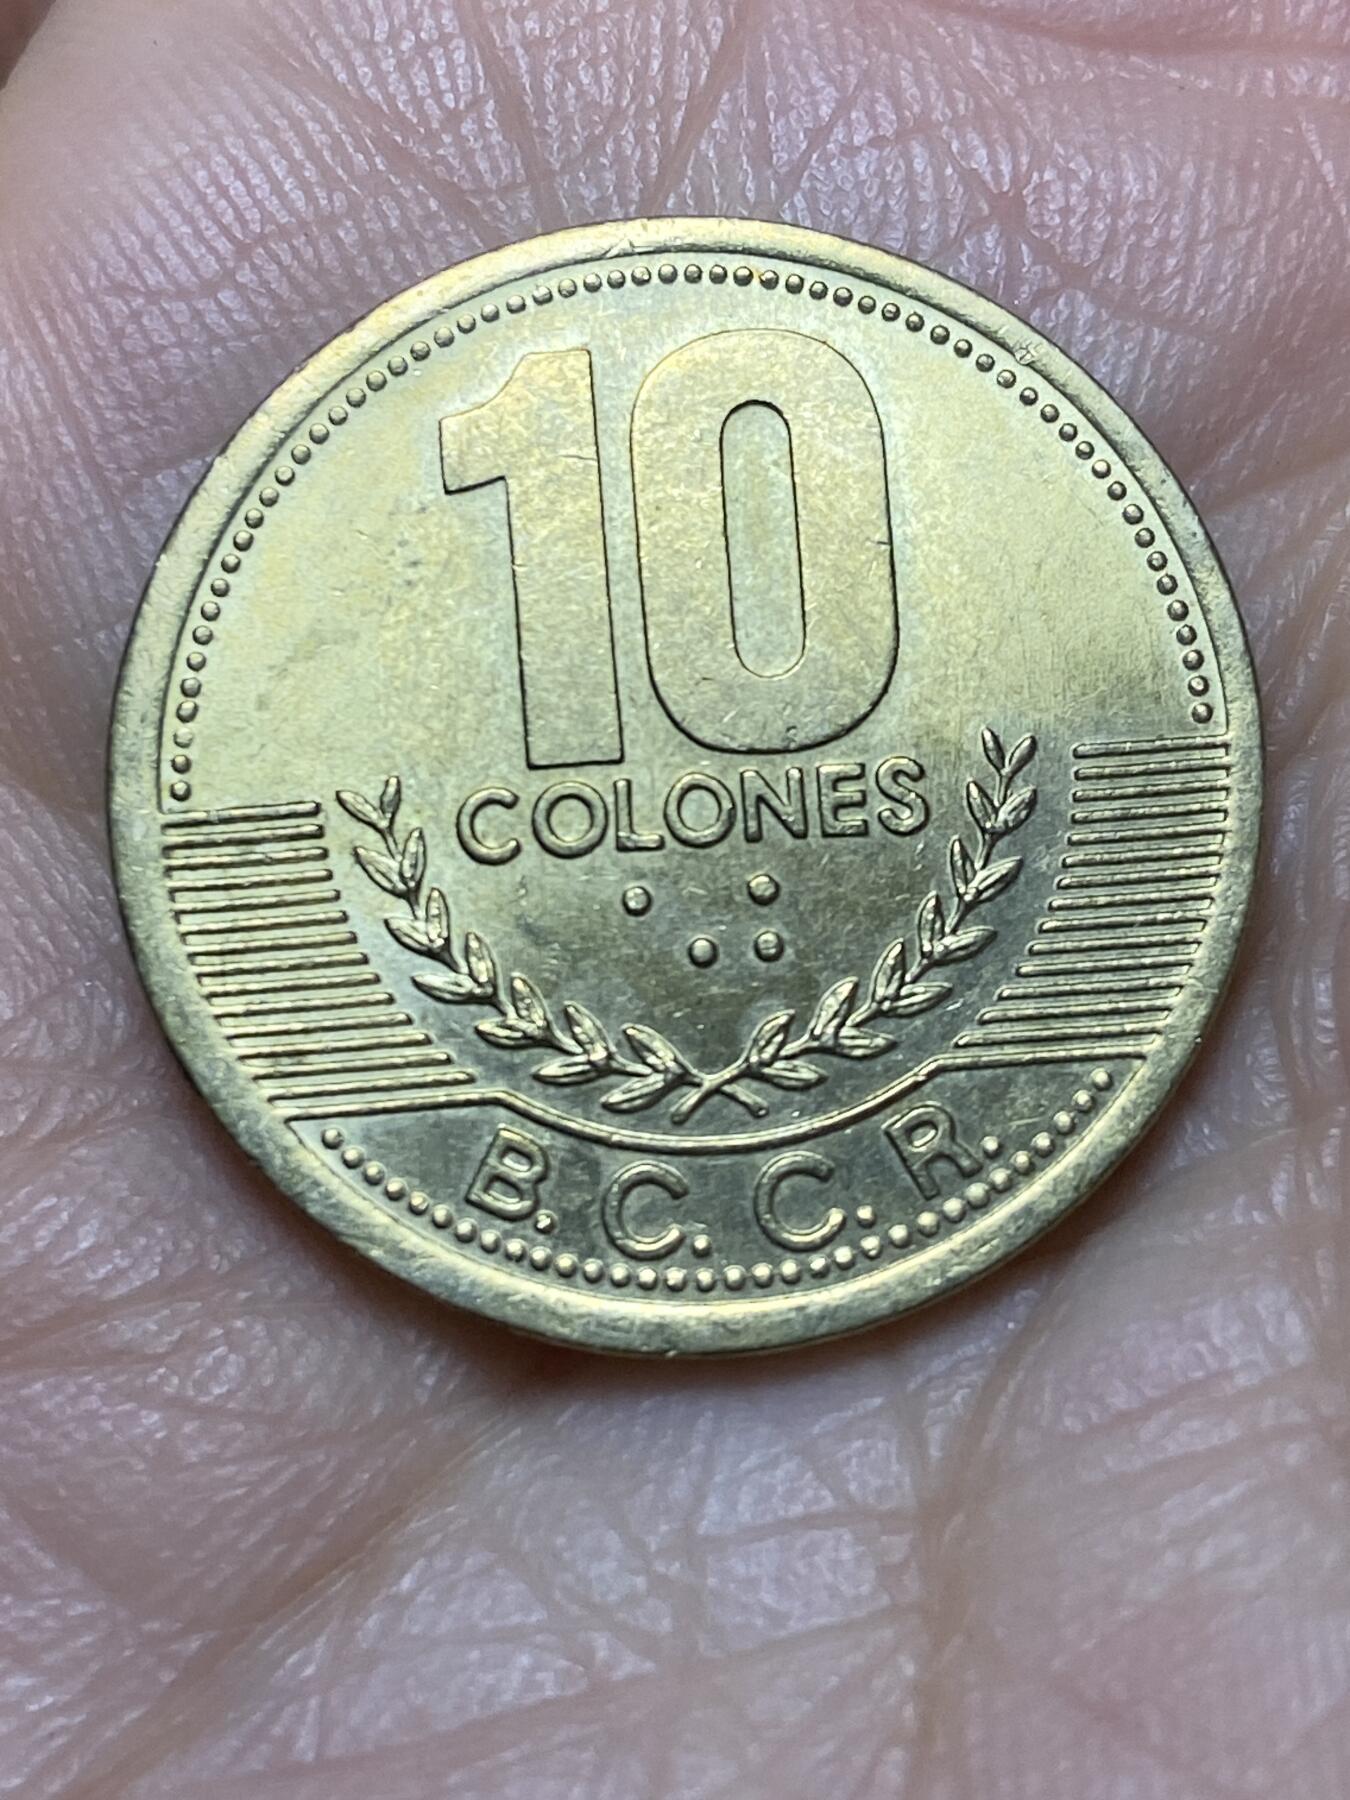 10
COLONES
⠁⠚
B. C. C. R.